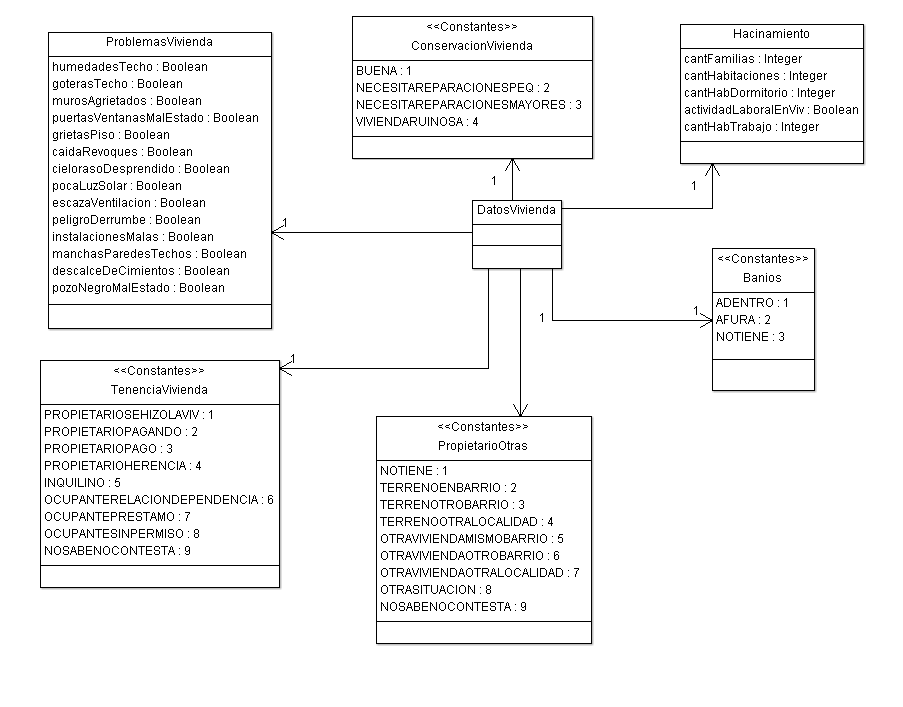 ProblemasVivienda
humedadesTecho : Boolean
goterasTecho : Boolean
murosAgrietados : Boolean
puertasVentanasMalEstado : Boolean
grietasPiso : Boolean
caidaRevoques : Boolean
cielorasoDesprendido : Boolean
pocaLuzSolar : Boolean
escazaVentilacion : Boolean
peligroDerrumbe : Boolean
instalacionesMalas : Boolean
manchasParedesTechos : Boolean
descalceDeCimientos : Boolean
pozoNegroMalEstado : Boolean
<<Constantes>>
ConservacionVivienda
BUENA : 1
NECESITAREPARACIONESPEQ : 2
NECESITAREPARACIONESMAYORES : 3
VIVIENDARUINOSA : 4
Hacinamiento
cantFamilias : Integer
cantHabitaciones : Integer
cantHabDormitorio : Integer
actividadLaboralEnViv : Boolean
cantHabTrabajo : Integer
1
1
1
DatosVivienda
<<Constantes>>
Banios
ADENTRO : 1
AFURA : 2
NOTIENE : 3
1
1
1
<<Constantes>>
TenenciaVivienda
PROPIETARIOSEHIZOLAVIV : 1
PROPIETARIOPAGANDO : 2
PROPIETARIOPAGO : 3
PROPIETARIOHERENCIA : 4
INQUILINO : 5
OCUPANTERELACIONDEPENDENCIA : 6
OCUPANTEPRESTAMO : 7
OCUPANTESINPERMISO : 8
NOSABENOCONTESTA : 9
<<Constantes>>
PropietarioOtras
NOTIENE : 1
TERRENOENBARRIO : 2
TERRENOTROBARRIO : 3
TERRENOOTRALOCALIDAD : 4
OTRAVIVIENDAMISMOBARRIO : 5
OTRAVIVIENDAOTROBARRIO : 6
OTRAVIVIENDAOTRALOCALIDAD : 7
OTRASITUACION : 8
NOSABENOCONTESTA : 9